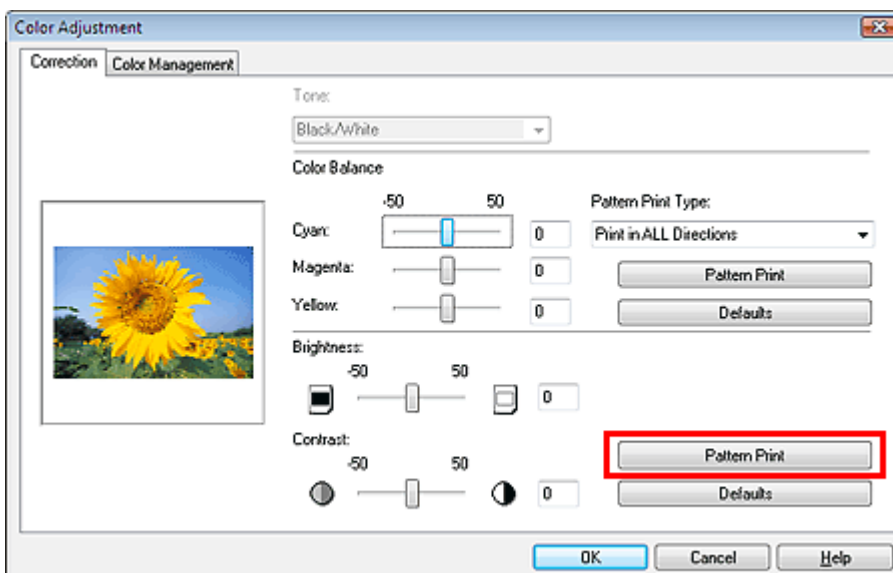 Color Adjustment
Correction Color Management
Tone:
Black/White
Color Balance
-50 50 Pattern Print Type:
Cyan: 0 Print in ALL Directions
Magenta: 0 Pattern Print
Yellow: 0 Defaults
Brightness:
-50 50
0
Contrast: Pattern Print
-50 50
0 Defaults
OK Cancel Help